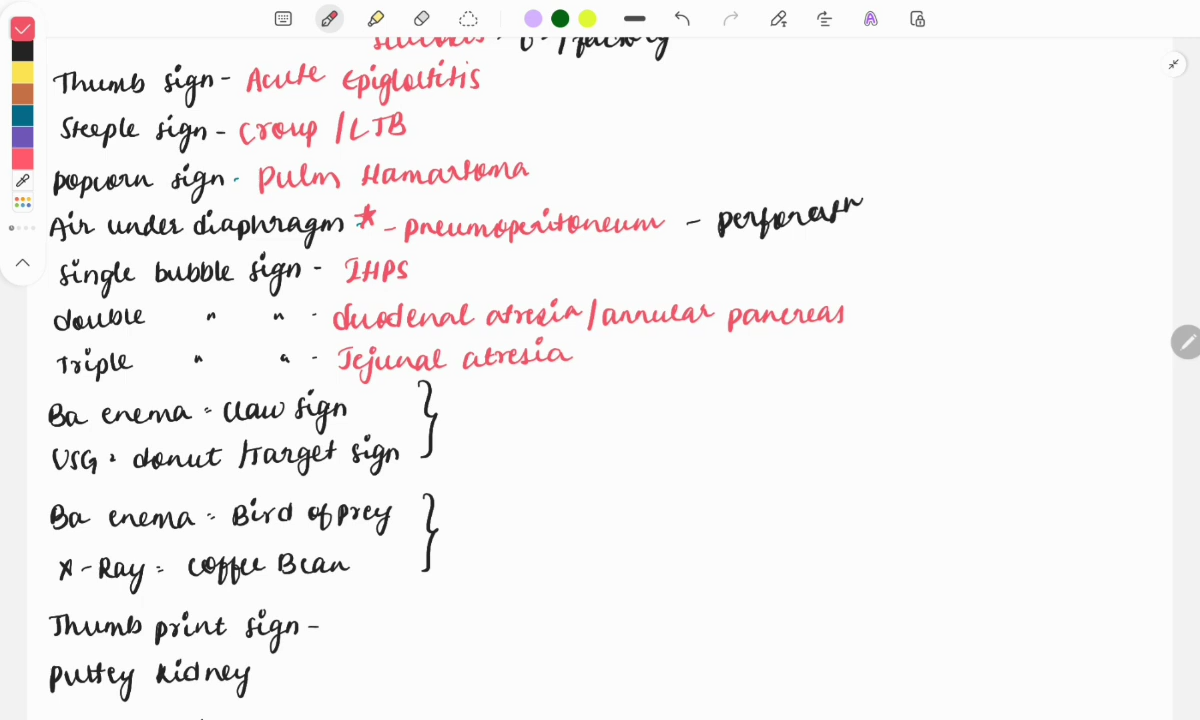 Thumb sign - Acute Epiglottitis
Steeple sign - Croup / LTB
popcorn sign - Pulm Hamartoma
Air under diaphragm * - pneumoperitoneum -
single bubble sign - IHPS
double " " - duodenal atresia / annular pancreas
Triple " " - Jejunal atresia
Ba enema = claw sign
USG = donut / target sign
Ba enema = Bird of prey
X-Ray = coffee Bean
Thumb print sign -
Puttey kidney